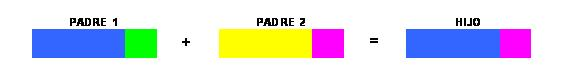 PADRE 1 + PADRE 2 = HIJO